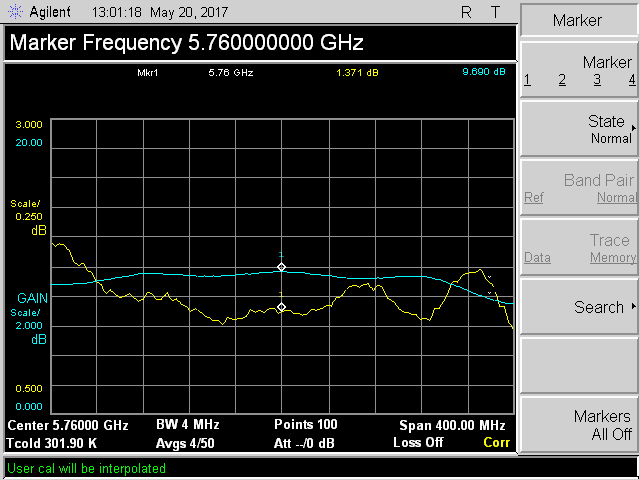 Agilent 13:01:18 May 20, 2017 R T
Marker
Marker Frequency 5.760000000 GHz
Mkr1 5.76 GHz 1.371 dB 9.690 dB
Marker
1 2 3 4
State
Normal
Band Pair
Ref Normal
Trace
Data Memory
Search
Markers
All Off
3.000
20.00
Scale/
0.250
dB
GAIN
Scale/
2.000
dB
0.500
0.000
Center 5.76000 GHz BW 4 MHz Points 100 Span 400.00 MHz
Tcold 301.90 K Avgs 4/50 Att --/0 dB Loss Off Corr
User cal will be interpolated